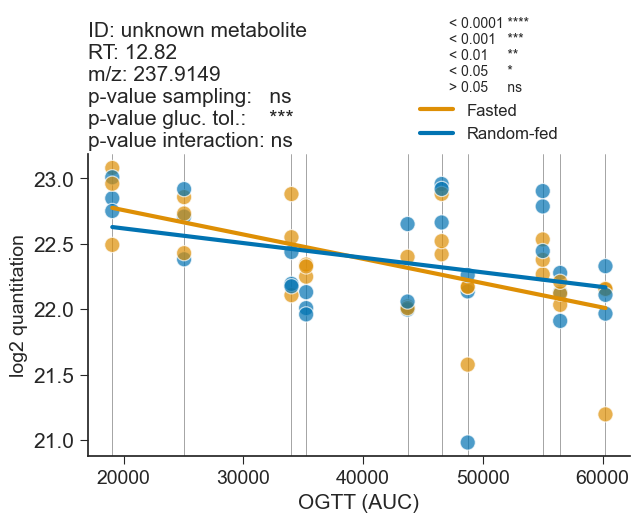 ID: unknown metabolite
RT: 12.82
m/z: 237.9149
p-value sampling: ns
p-value gluc. tol.: ***
p-value interaction: ns
< 0.0001 ****
< 0.001 ***
< 0.01 **
< 0.05 *
> 0.05 ns
Fasted
Random-fed
log2 quantitation
23.0
22.5
22.0
21.5
21.0
20000 30000 40000 50000 60000
OGTT (AUC)